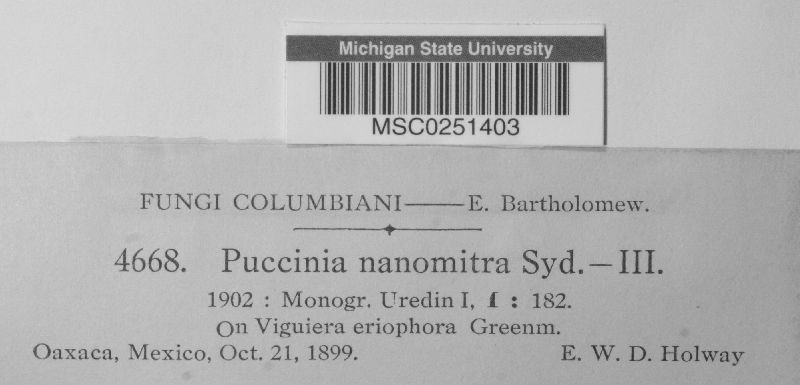 Michigan State University
MSC0251403
FUNGI COLUMBIANI——E. Bartholomew.
4668. Puccinia nanomitra Syd.—III.
1902 : Monogr. Uredin I, 1 : 182.
On Viguiera eriophora Greenm.
Oaxaca, Mexico, Oct. 21, 1899. E. W. D. Holway